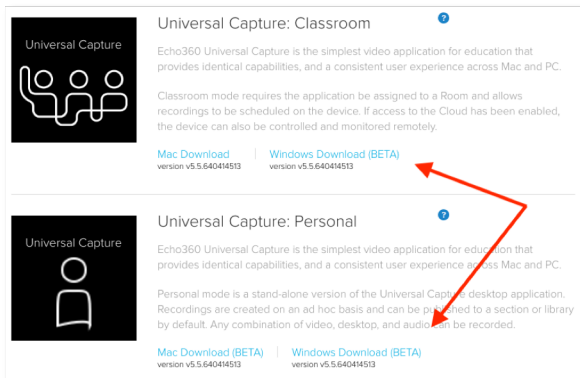 Universal Capture
Universal Capture: Classroom
?
Echo360 Universal Capture is the simplest video application for education that
provides identical capabilities, and a consistent user experience across Mac and PC.
Classroom mode requires the application be assigned to a Room and allows
recordings to be scheduled on the device. If access to the Cloud has been enabled,
the device can also be controlled and monitored remotely.
Mac Download
Windows Download (BETA)
version v5.5.640414513
version v5.5.640414513
Universal Capture
Universal Capture: Personal
?
Echo360 Universal Capture is the simplest video application for education that
provides identical capabilities, and a consistent user experience across Mac and PC.
Personal mode is a stand-alone version of the Universal Capture desktop application.
Recordings are created on an ad hoc basis and can be published to a section or library
by default. Any combination of video, desktop, and audio can be recorded.
Mac Download (BETA)
Windows Download (BETA)
version v5.5.640414513
version v5.5.640414513